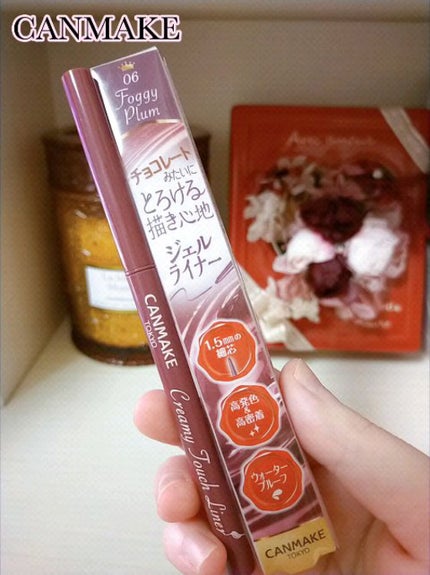 CANMAKE
06
Foggy
Plum
チョコレート
みたいに
とろける
描き心地
ジェル
ライナー
1.5mmの
細芯
高発色
&
高密着
ウォーター
プルーフ
CANMAKE
TOKYO
CANMAKE
TOKYO
Creamy Touch Liner